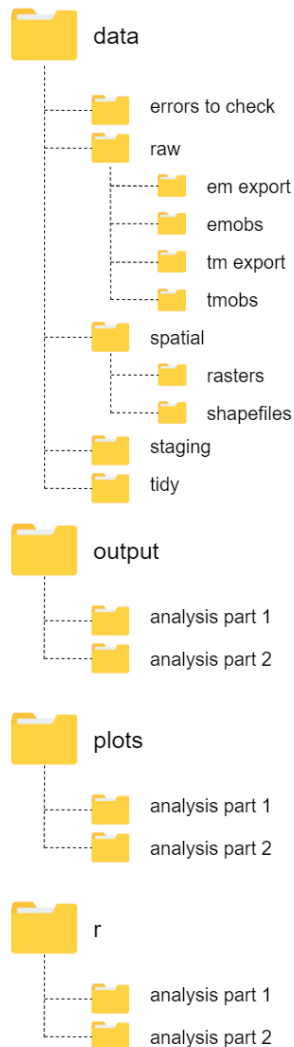 data
errors to check
raw
em export
emobs
tm export
tmobs
spatial
rasters
shapefiles
staging
tidy
output
analysis part 1
analysis part 2
plots
analysis part 1
analysis part 2
r
analysis part 1
analysis part 2